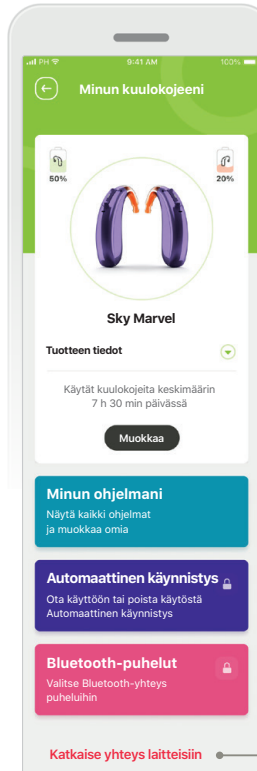 PH 9:41 AM 100%
Minun kuulokojeeni
50% 20%
Sky Marvel
Tuotteen tiedot
Käytät kuulokojeita keskimäärin
7 h 30 min päivässä
Muokkaa
Minun ohjelmani
Näytä kaikki ohjelmat
ja muokkaa omia
Automaattinen käynnistys
Ota käyttöön tai poista käytöstä
Automaattinen käynnistys
Bluetooth-puhelut
Valitse Bluetooth-yhteys
puheluihin
Katkaise yhteys laitteisiin